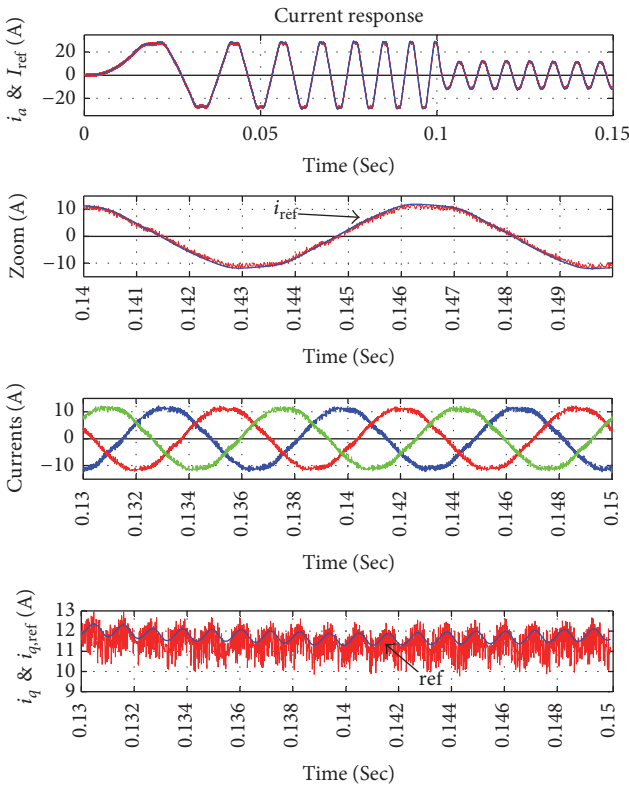 Current response
i_a & I_ref (A)
20
0
−20
0 0.05 0.1 0.15
Time (Sec)
Zoom (A)
10
0
−10
i_ref
0.14 0.141 0.143 0.144 0.145 0.146 0.147 0.148 0.149
Time (Sec)
Currents (A)
10
0
−10
0.13 0.132 0.134 0.136 0.138 0.14 0.142 0.144 0.146 0.148 0.15
Time (Sec)
i_q & i_q,ref (A)
13
12
11
10
9
ref
0.13 0.132 0.134 0.136 0.138 0.14 0.142 0.144 0.146 0.148 0.15
Time (Sec)